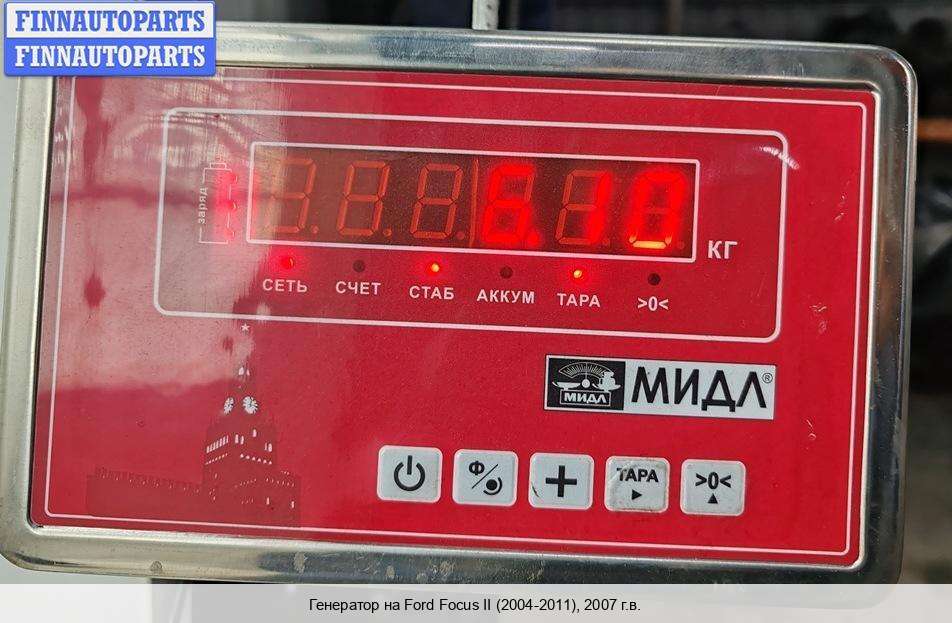 FINNAUTOPARTS
FINNAUTOPARTS
заряд
6.10
КГ
СЕТЬ СЧЕТ СТАБ АККУМ ТАРА >0<
МИДЛ МИДЛ®
Ф ТАРА >0<
Генератор на Ford Focus II (2004-2011), 2007 г.в.